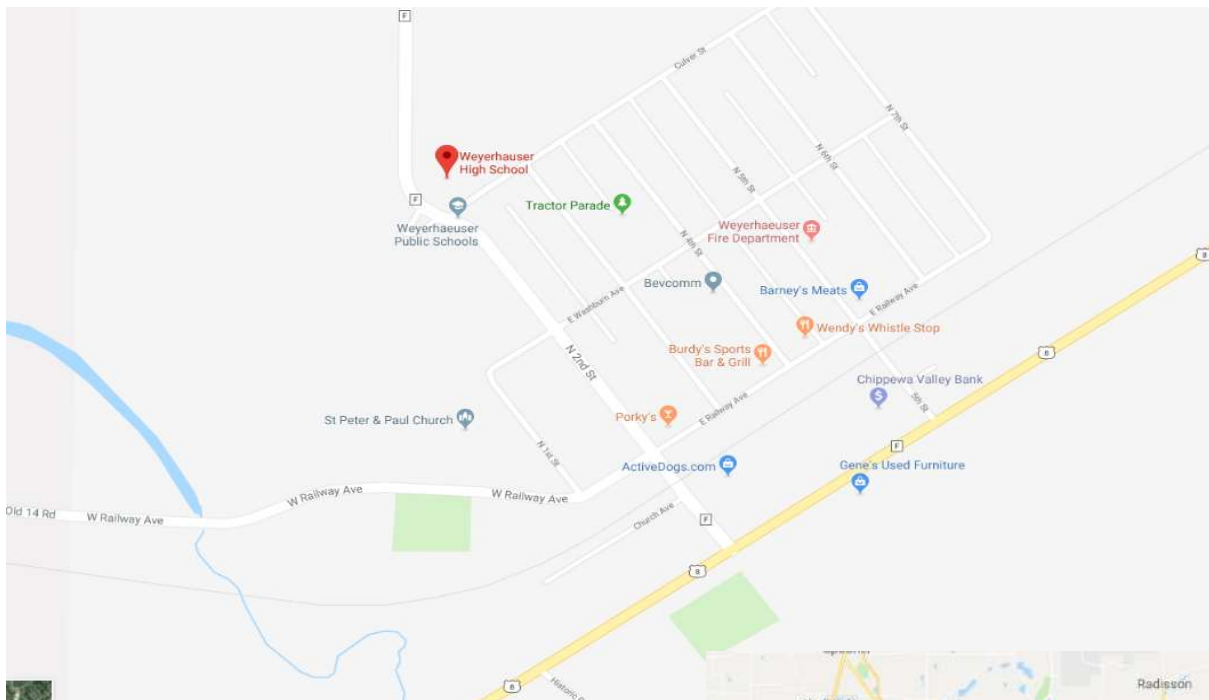 F
Culver St
N 7th St
Weyerhauser
High School
N 6th St
N 5th St
F
Tractor Parade
Weyerhaeuser
Public Schools
Weyerhaeuser
Fire Department
N 4th St
8
Bevcomm
Barney's Meats
E Railway Ave
E Washburn Ave
Wendy's Whistle Stop
N 2nd St
Burdy's Sports
Bar & Grill
8
Chippewa Valley Bank
5th St
St Peter & Paul Church
Porky's
E Railway Ave
F
N 1st St
ActiveDogs.com
Gene's Used Furniture
W Railway Ave
W Railway Ave
Old 14 Rd
W Railway Ave
Church Ave
F
8
8
Historic
Radisson